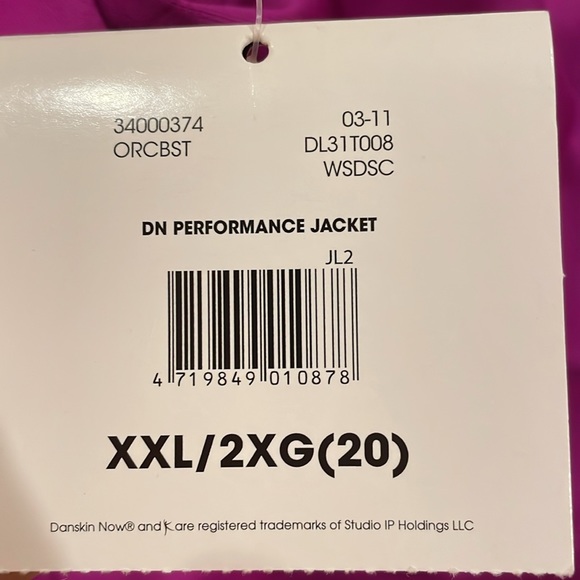 34000374
ORCBST
03-11
DL31T008
WSDSC
DN PERFORMANCE JACKET
JL2
4 719849 010878
XXL/2XG(20)
Danskin Now® and are registered trademarks of Studio IP Holdings LLC